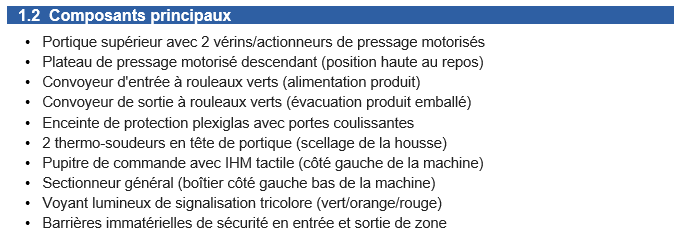 1.2 Composants principaux
• Portique supérieur avec 2 vérins/actionneurs de pressage motorisés
• Plateau de pressage motorisé descendant (position haute au repos)
• Convoyeur d'entrée à rouleaux verts (alimentation produit)
• Convoyeur de sortie à rouleaux verts (évacuation produit emballé)
• Enceinte de protection plexiglas avec portes coulissantes
• 2 thermo-soudeurs en tête de portique (scellage de la housse)
• Pupitre de commande avec IHM tactile (côté gauche de la machine)
• Sectionneur général (boîtier côté gauche bas de la machine)
• Voyant lumineux de signalisation tricolore (vert/orange/rouge)
• Barrières immatérielles de sécurité en entrée et sortie de zone